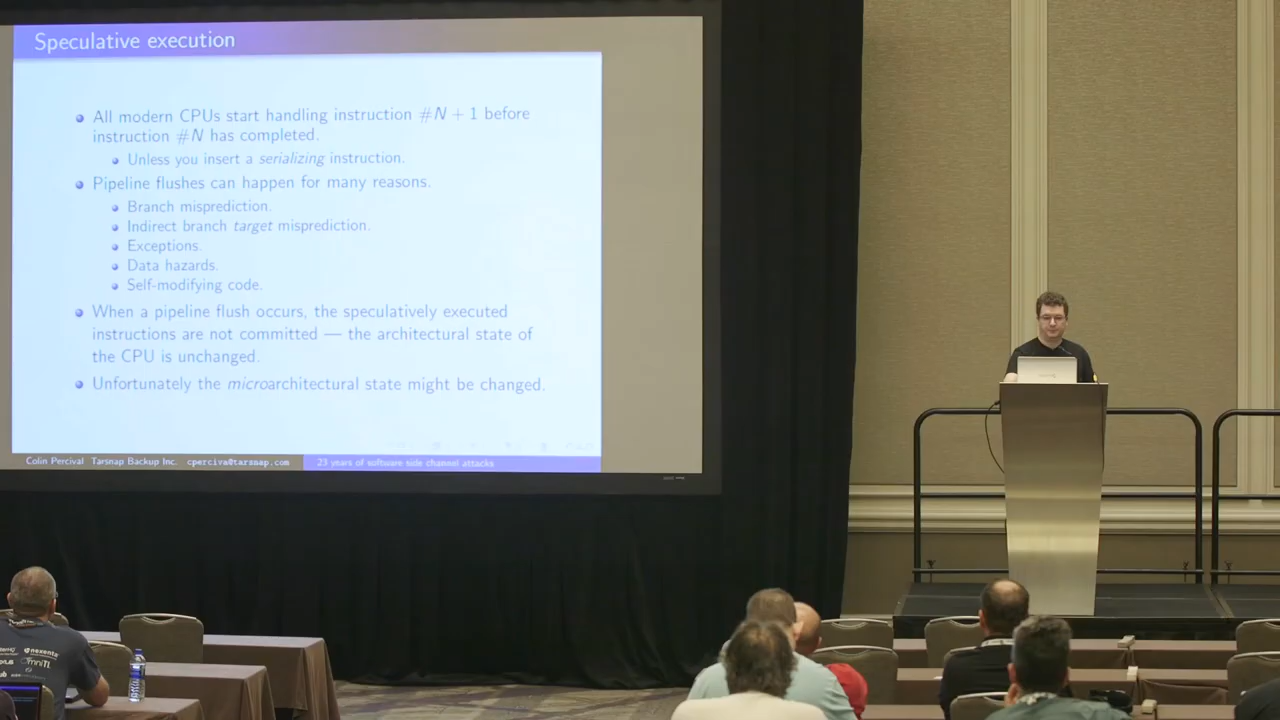 Speculative execution
All modern CPUs start handling instruction #N + 1 before
instruction #N has completed.
Unless you insert a serializing instruction.
Pipeline flushes can happen for many reasons.
Branch misprediction.
Indirect branch target misprediction.
Exceptions.
Data hazards.
Self-modifying code.
When a pipeline flush occurs, the speculatively executed
instructions are not committed — the architectural state of
the CPU is unchanged.
Unfortunately the microarchitectural state might be changed.
Colin Percival Tarsnap Backup Inc. cperciva@tarsnap.com
23 years of software side channel attacks
nexenta
OmniTI